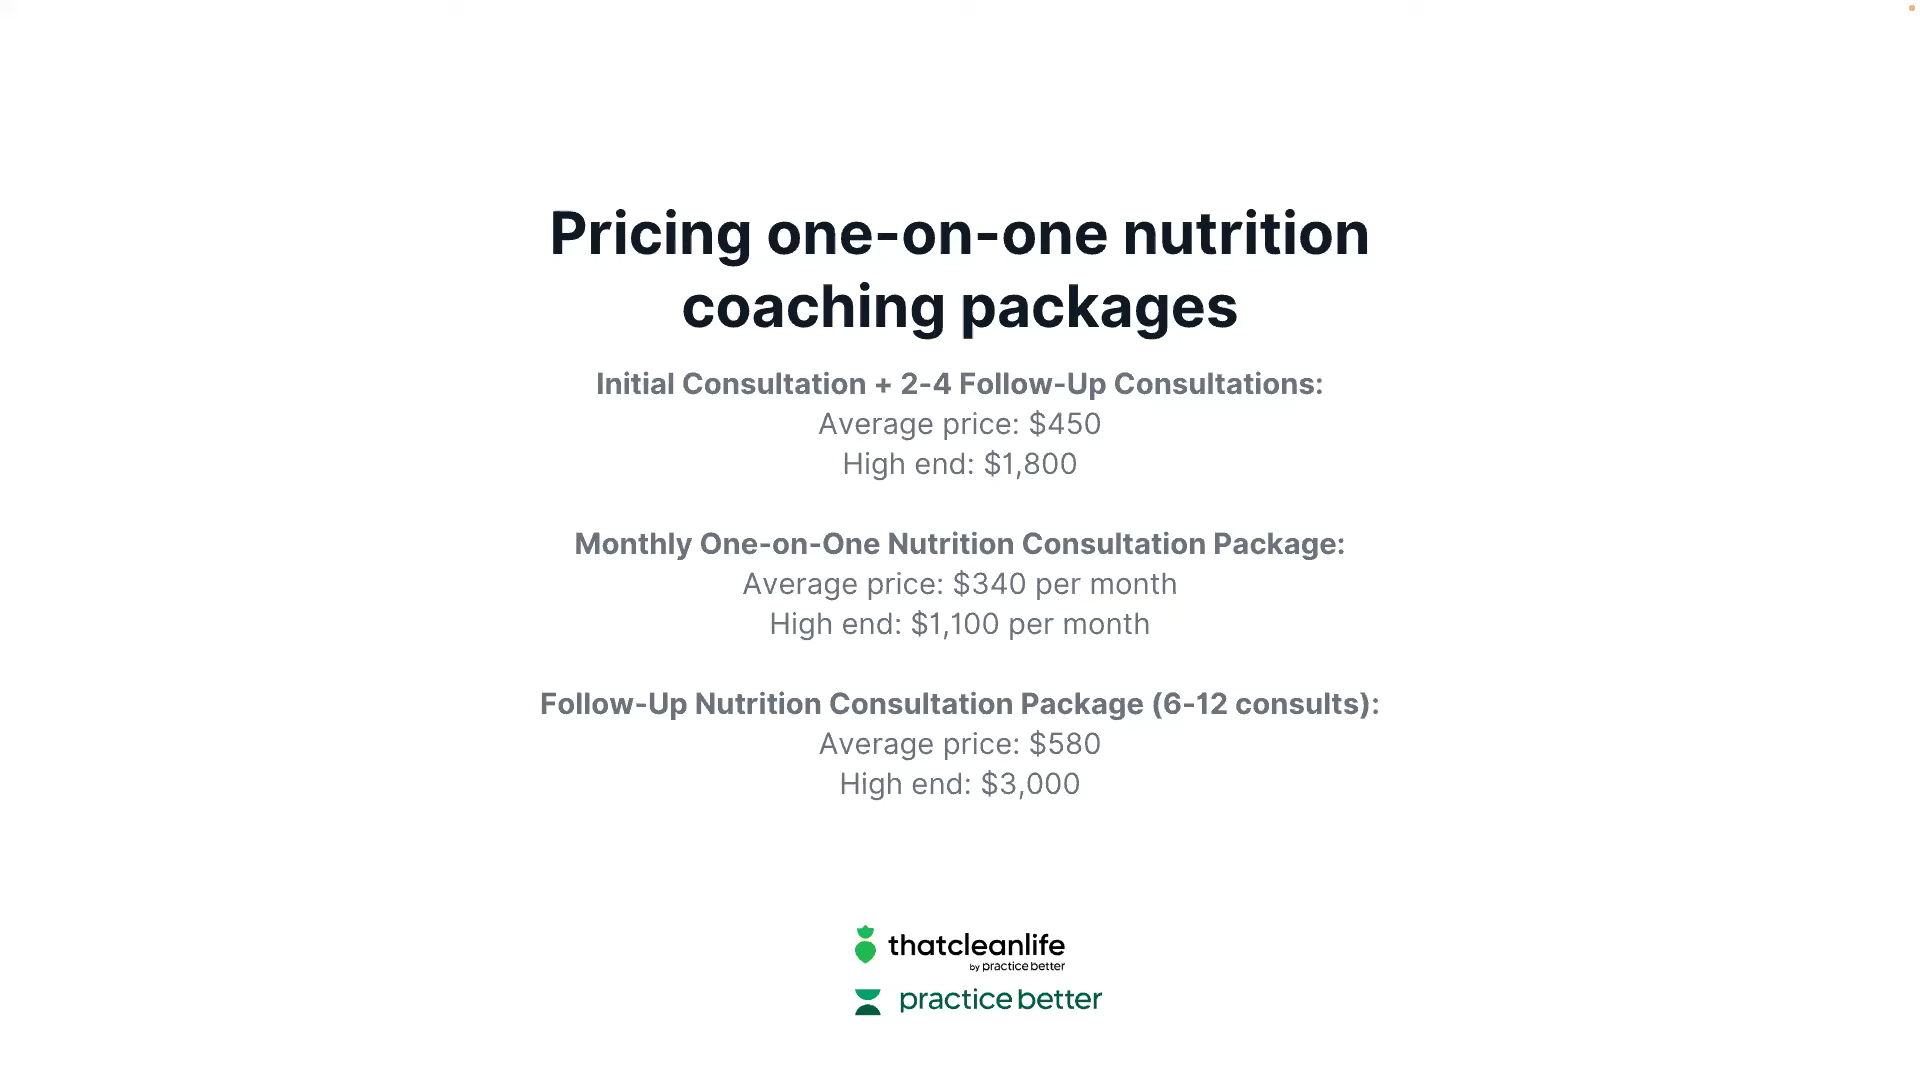 Pricing one-on-one nutrition
coaching packages
Initial Consultation + 2-4 Follow-Up Consultations:
Average price: $450
High end: $1,800
Monthly One-on-One Nutrition Consultation Package:
Average price: $340 per month
High end: $1,100 per month
Follow-Up Nutrition Consultation Package (6-12 consults):
Average price: $580
High end: $3,000
thatcleanlife
by practice better
practice better